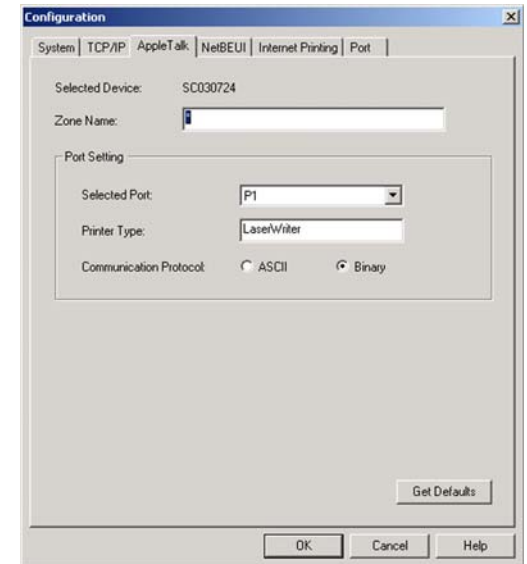 Configuration
System TCP/IP AppleTalk NetBEUI Internet Printing Port
Selected Device: SC030724
Zone Name: *
Port Setting
Selected Port: P1
Printer Type: LaserWriter
Communication Protocol: ASCII Binary
Get Defaults
OK Cancel Help